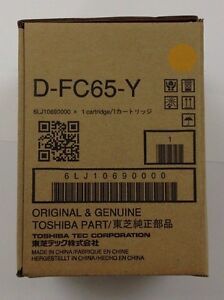 D-FC65-Y
6LJ10690000 * 1 cartridge/1カートリッジ
1
6LJ10690000
ORIGINAL & GENUINE
TOSHIBA PART/東芝純正部品
TOSHIBA TEC CORPORATION
東芝テック株式会社
MADE IN CHINA/FABRIQUÉ EN CHINE
HERGESTELLT IN CHINA/HECHO EN CHINA